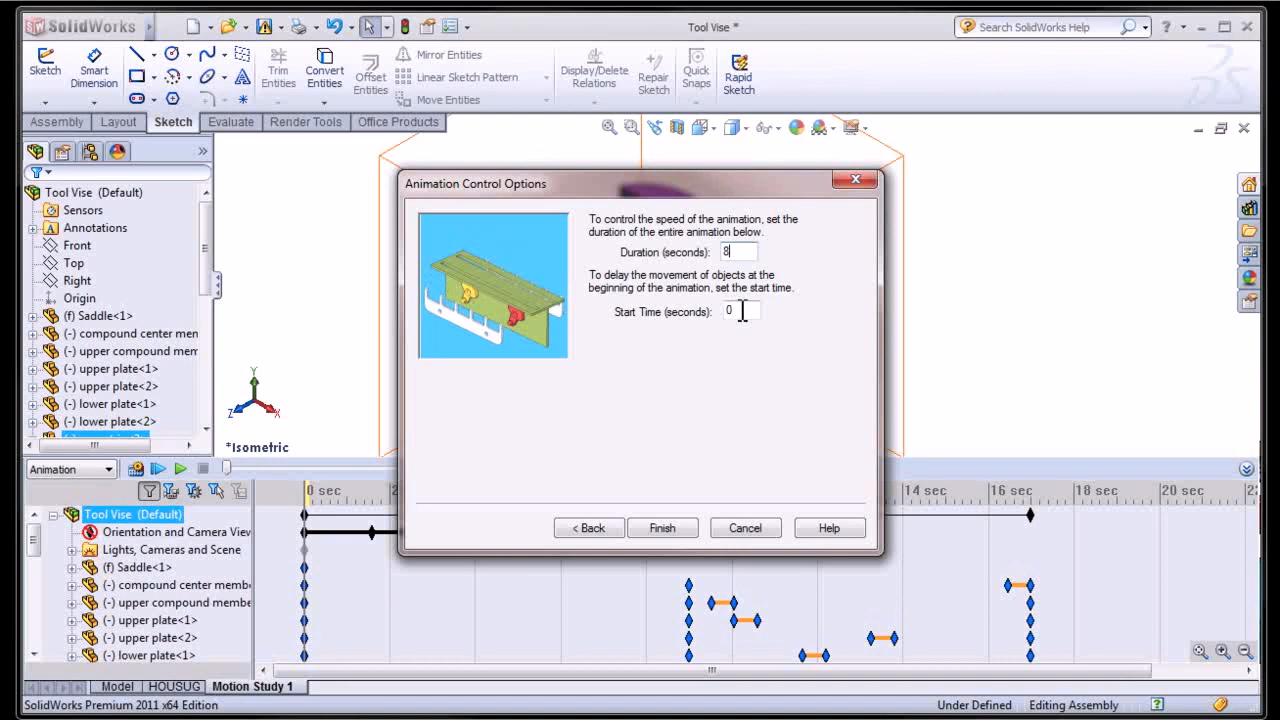 SolidWorks
Tool Vise *
Search SolidWorks Help
Sketch
Smart Dimension
Trim Entities
Convert Entities
Offset Entities
Mirror Entities
Linear Sketch Pattern
Move Entities
Display/Delete Relations
Repair Sketch
Quick Snaps
Rapid Sketch
Assembly
Layout
Sketch
Evaluate
Render Tools
Office Products
Tool Vise (Default)
Sensors
Annotations
Front
Top
Right
Origin
(f) Saddle<1>
(-) compound center mem
(-) upper compound mem
(-) upper plate<1>
(-) upper plate<2>
(-) lower plate<1>
(-) lower plate<2>
Y
Z
X
*Isometric
Animation Control Options
To control the speed of the animation, set the
duration of the entire animation below.
Duration (seconds): 8
To delay the movement of objects at the
beginning of the animation, set the start time.
Start Time (seconds): 0
< Back
Finish
Cancel
Help
Animation
0 sec
2
14 sec
16 sec
18 sec
20 sec
22
Tool Vise (Default)
Orientation and Camera View
Lights, Cameras and Scene
(f) Saddle<1>
(-) compound center membe
(-) upper compound membe
(-) upper plate<1>
(-) upper plate<2>
(-) lower plate<1>
Model
HOUSUG
Motion Study 1
SolidWorks Premium 2011 x64 Edition
Under Defined
Editing Assembly